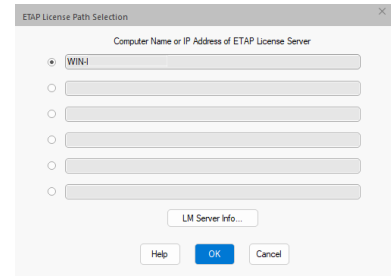 ETAP License Path Selection
Computer Name or IP Address of ETAP License Server
WIN-I
LM Server Info...
Help OK Cancel